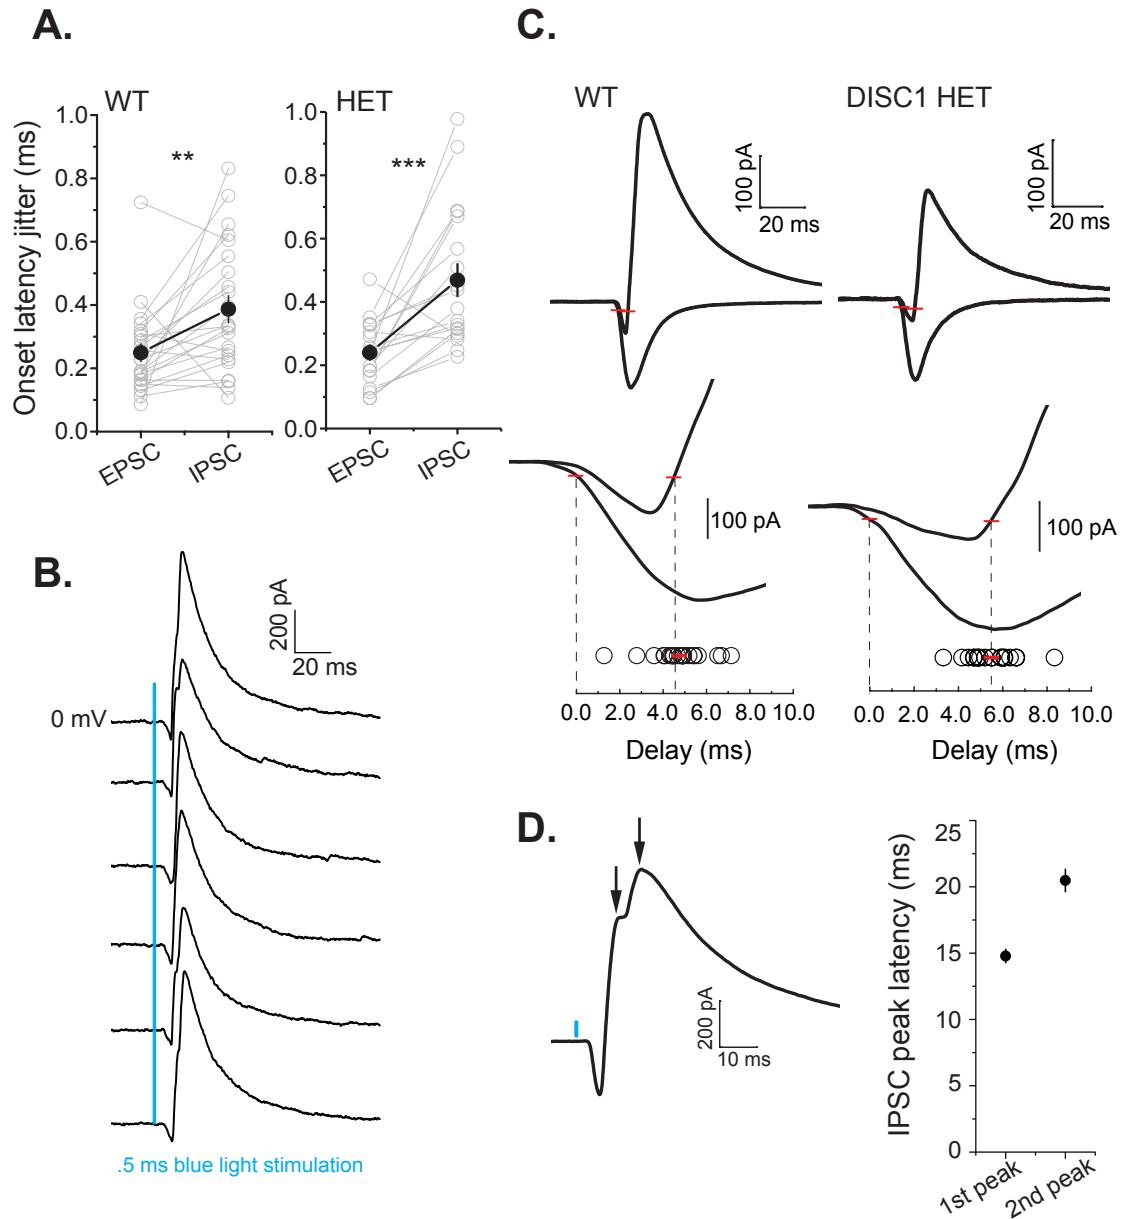 A.
WT
HET
**
***
Onset latency jitter (ms)
1.0
0.8
0.6
0.4
0.2
0.0
1.0
0.8
0.6
0.4
0.2
0.0
EPSC
IPSC
EPSC
IPSC
B.
200 pA
20 ms
0 mV
.5 ms blue light stimulation
C.
WT
DISC1 HET
100 pA
20 ms
100 pA
20 ms
100 pA
100 pA
0.0 2.0 4.0 6.0 8.0 10.0
Delay (ms)
0.0 2.0 4.0 6.0 8.0 10.0
Delay (ms)
D.
200 pA
10 ms
IPSC peak latency (ms)
25
20
15
10
5
0
1st peak
2nd peak